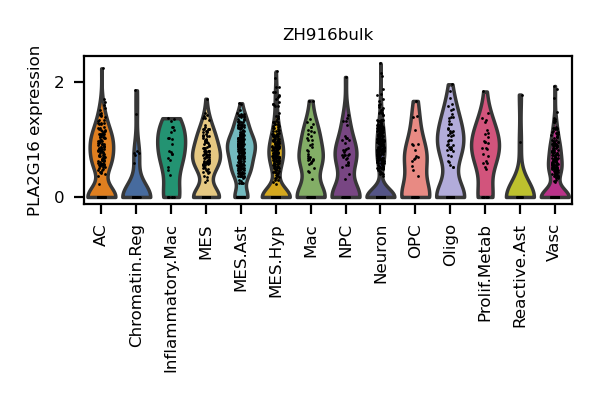 ZH916bulk
PLA2G16 expression
2
0
AC
Chromatin.Reg
Inflammatory.Mac
MES
MES.Ast
MES.Hyp
Mac
NPC
Neuron
OPC
Oligo
Prolif.Metab
Reactive.Ast
Vasc